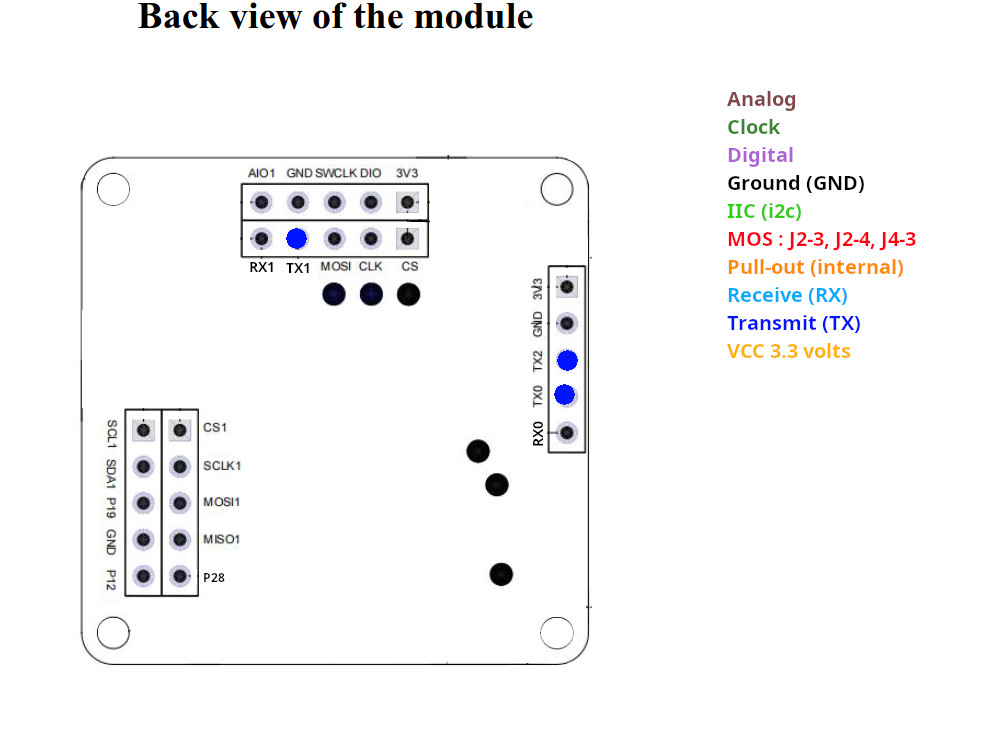 Back view of the module
Analog
Clock
Digital
Ground (GND)
IIC (i2c)
MOS : J2-3, J2-4, J4-3
Pull-out (internal)
Receive (RX)
Transmit (TX)
VCC 3.3 volts
AIO1 GND SWCLK DIO 3V3
RX1 TX1 MOSI CLK CS
3V3
GND
TX2
TX0
RX0
SCL1
SDA1
P19
GND
P12
CS1
SCLK1
MOSI1
MISO1
P28